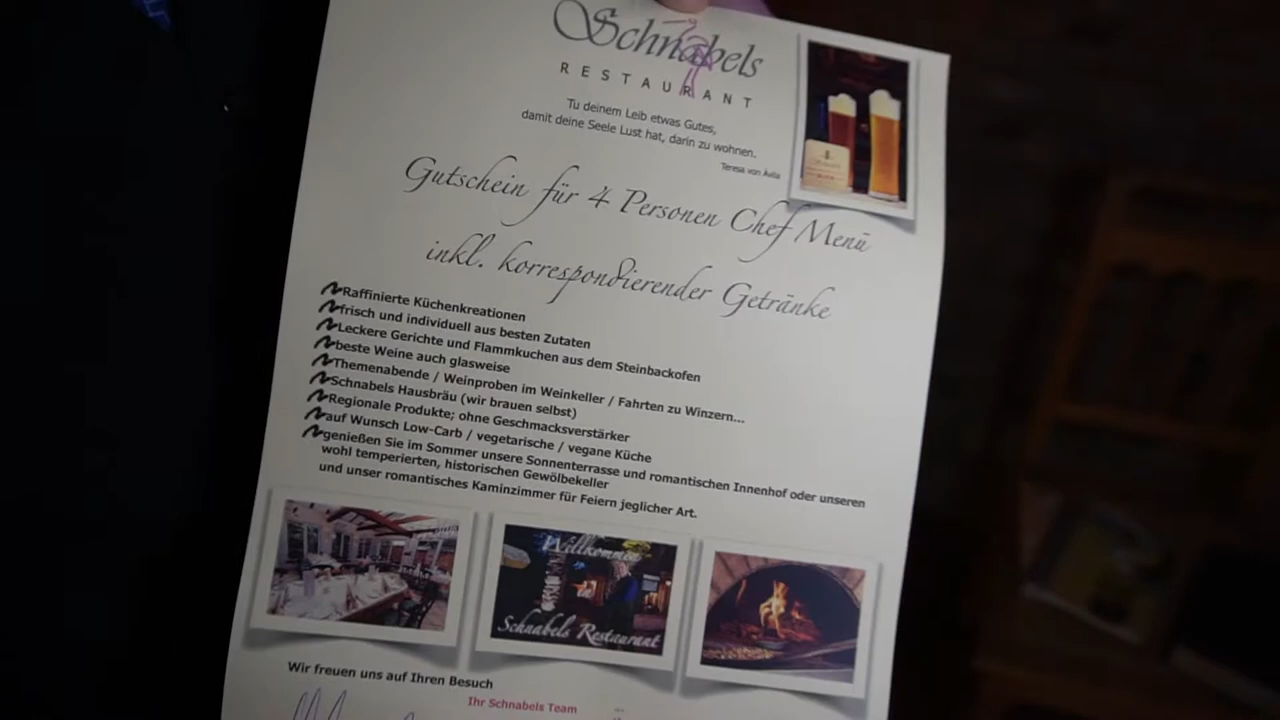 Schnabels
RESTAURANT
Tu deinem Leib etwas Gutes,
damit deine Seele Lust hat, darin zu wohnen.
Teresa von Avila
Gutschein für 4 Personen Chef Menü
inkl. korrespondierender Getränke
Raffinierte Küchenkreationen
frisch und individuell aus besten Zutaten
Leckere Gerichte und Flammkuchen aus dem Steinbackofen
beste Weine auch glasweise
Themenabende / Weinproben im Weinkeller / Fahrten zu Winzern...
Schnabels Hausbräu (wir brauen selbst)
Regionale Produkte; ohne Geschmacksverstärker
auf Wunsch Low-Carb / vegetarische / vegane Küche
genießen Sie im Sommer unsere Sonnenterrasse und romantischen Innenhof oder unseren
wohl temperierten, historischen Gewölbekeller
und unser romantisches Kaminzimmer für Feiern jeglicher Art.
Willkommen
Schnabels Restaurant
Wir freuen uns auf Ihren Besuch
Ihr Schnabels Team